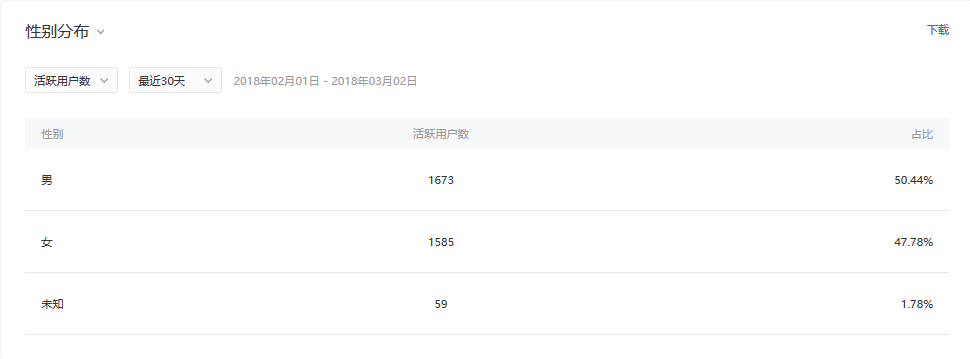 性别分布
下载
活跃用户数 最近30天 2018年02月01日 - 2018年03月02日
性别 活跃用户数 占比
男 1673 50.44%
女 1585 47.78%
未知 59 1.78%